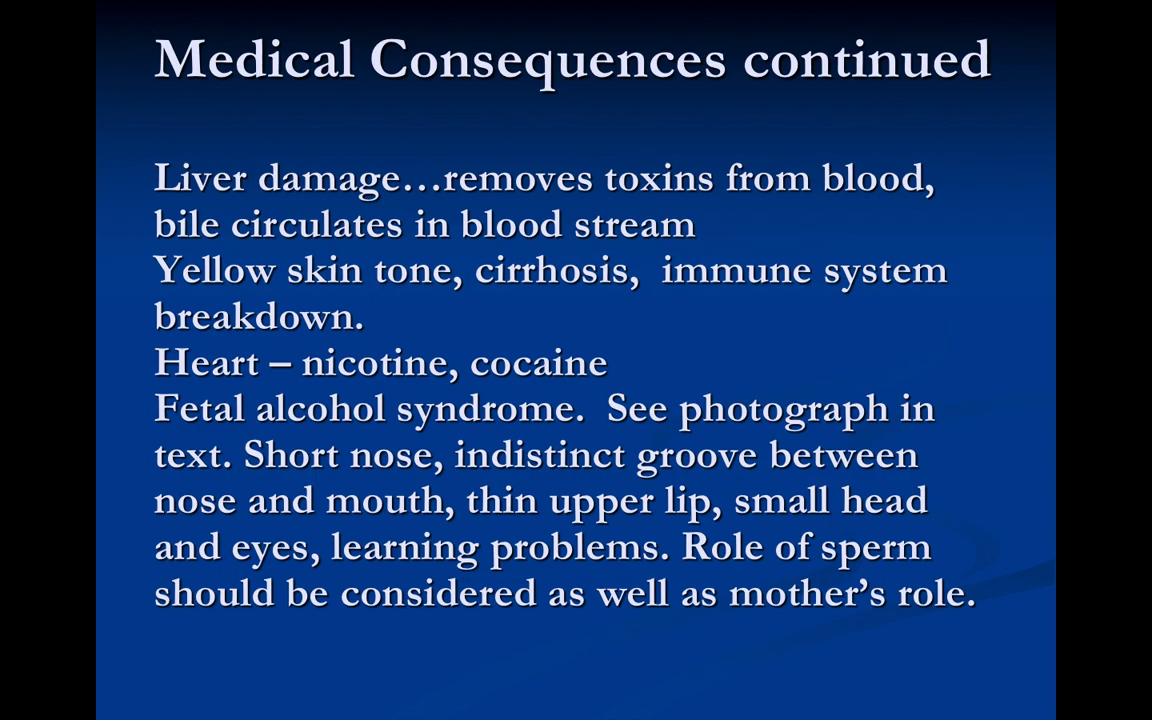 Medical Consequences continued
Liver damage…removes toxins from blood,
bile circulates in blood stream
Yellow skin tone, cirrhosis,  immune system
breakdown.
Heart – nicotine, cocaine
Fetal alcohol syndrome.  See photograph in
text. Short nose, indistinct groove between
nose and mouth, thin upper lip, small head
and eyes, learning problems. Role of sperm
should be considered as well as mother’s role.